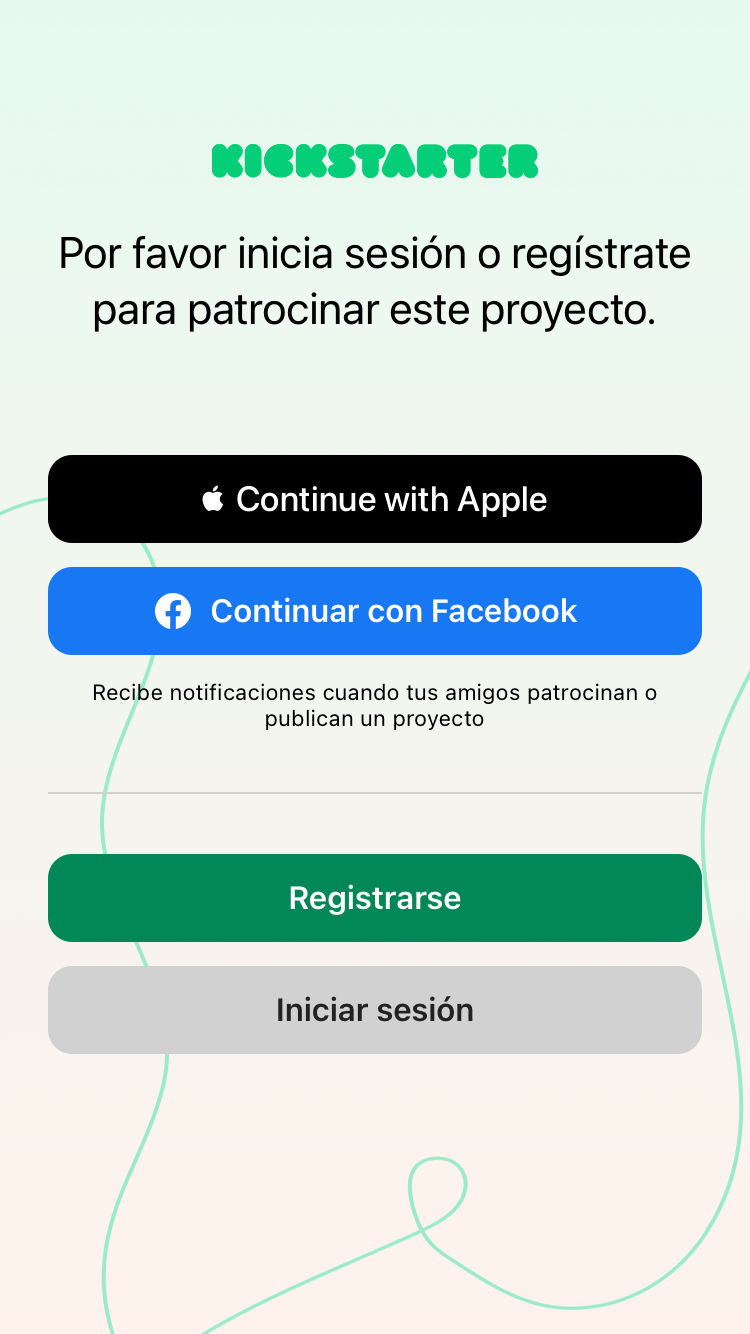 KICKSTARTER
Por favor inicia sesión o regístrate
para patrocinar este proyecto.
Continue with Apple
Continuar con Facebook
Recibe notificaciones cuando tus amigos patrocinan o
publican un proyecto
Registrarse
Iniciar sesión